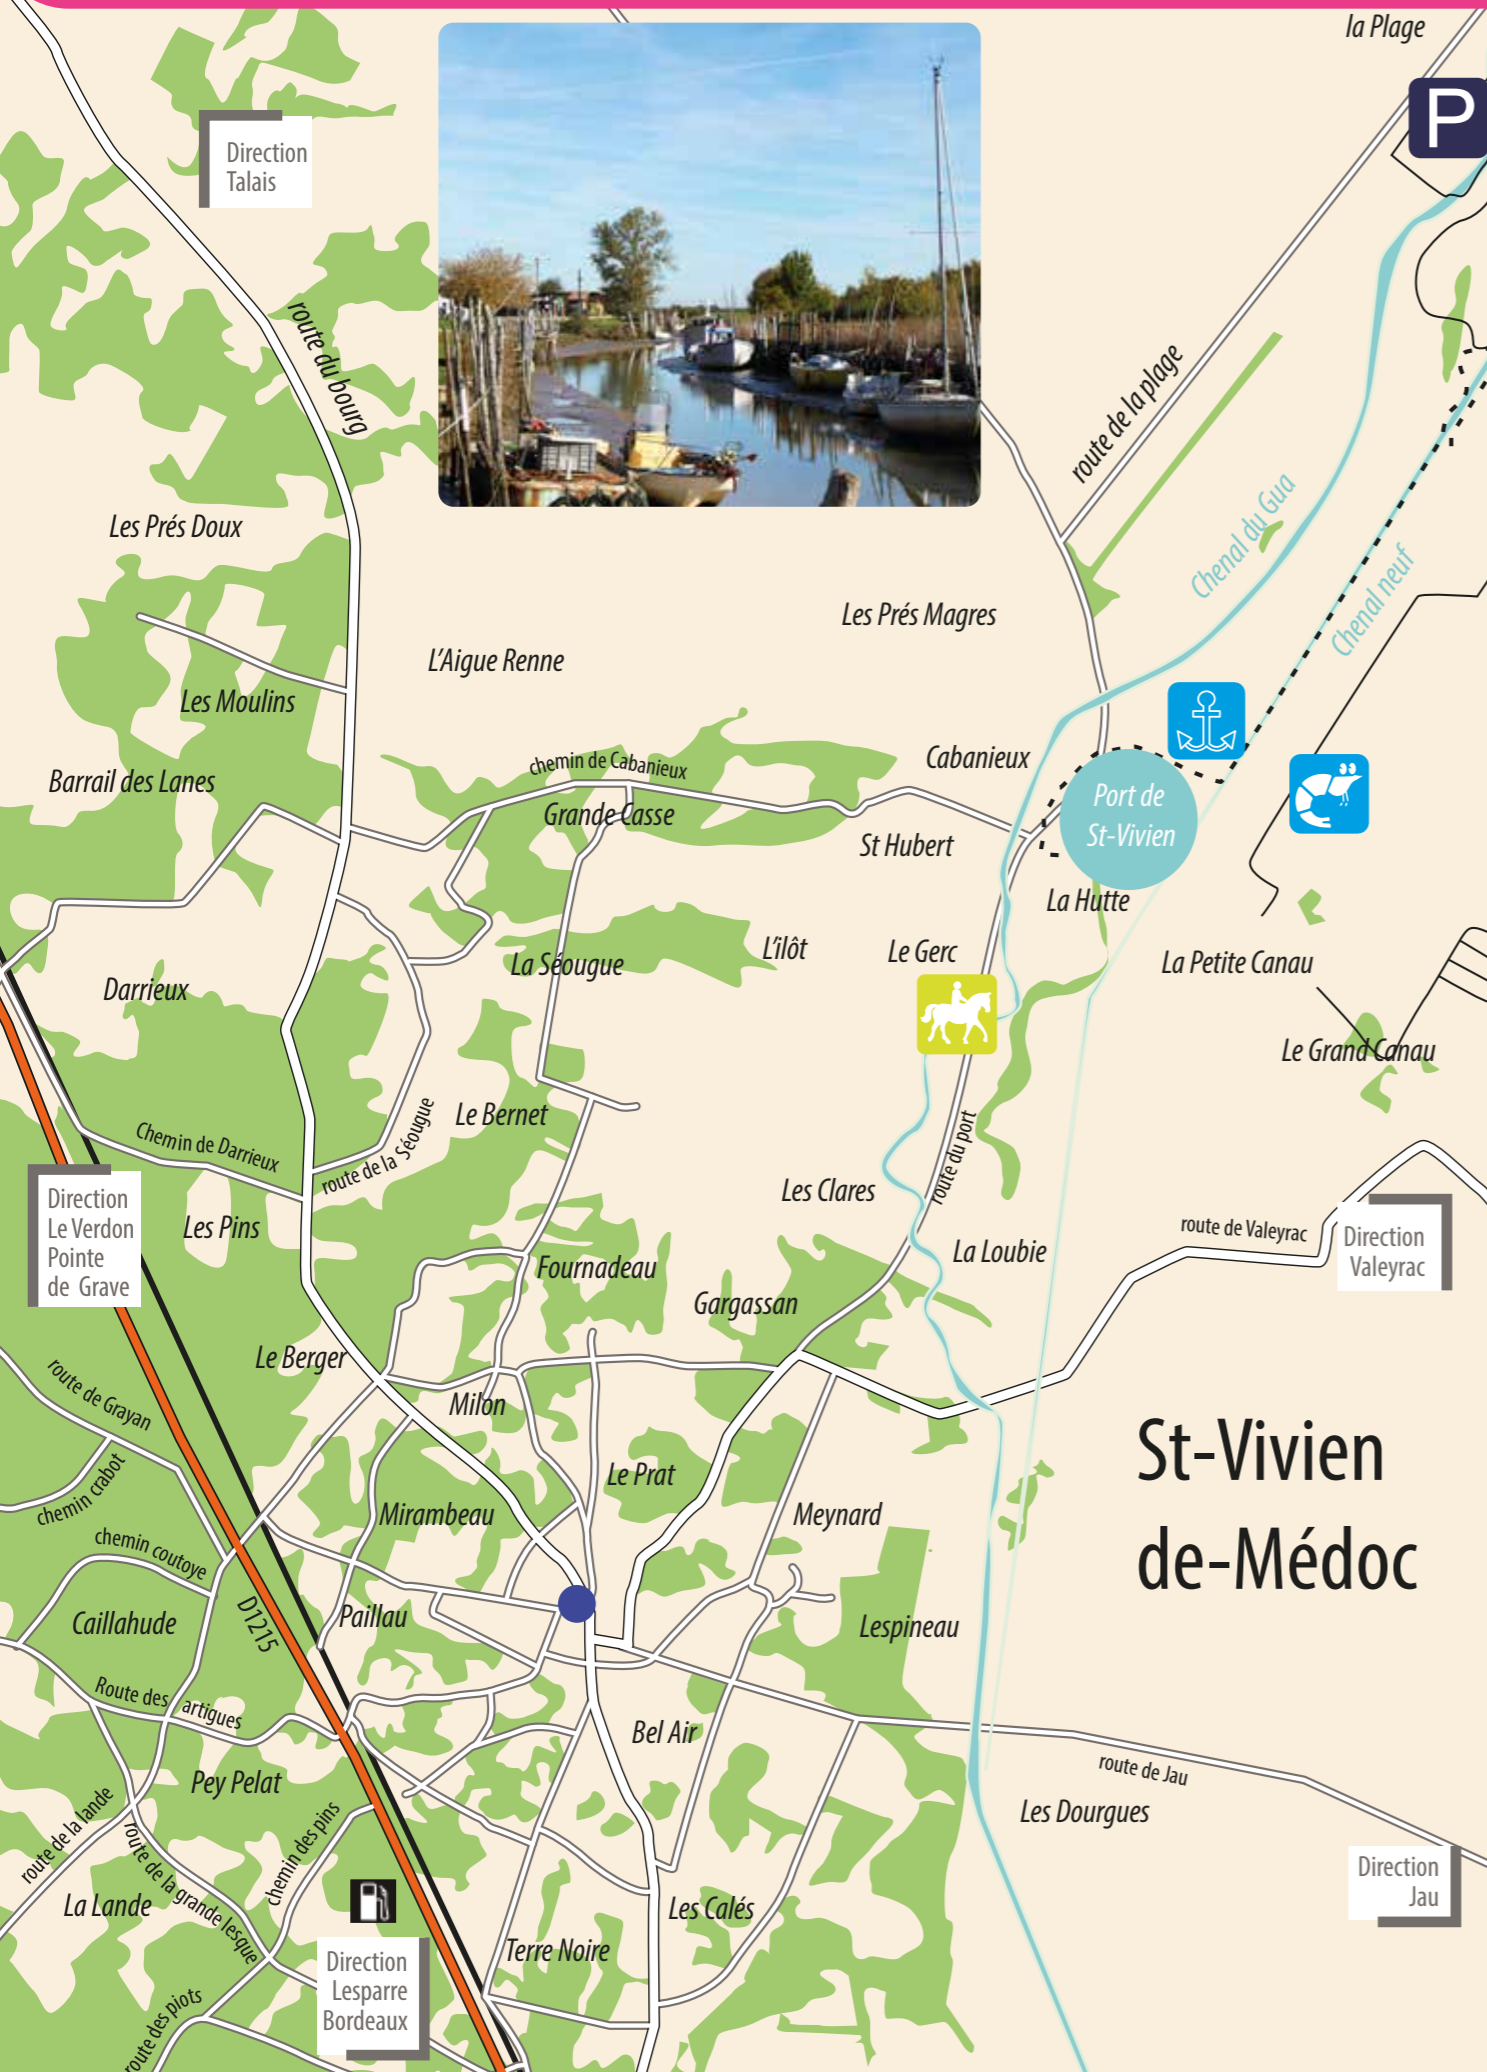 la Plage
P
Direction
Talais
route du bourg
route de la plage
Les Prés Doux
Chenal du Gua
Chenal neuf
Les Prés Magres
L'Aigue Renne
Les Moulins
Barrail des Lanes
chemin de Cabanieux
Cabanieux
Grande Casse
Port de
St-Vivien
St Hubert
La Hutte
L'ilôt
Le Gerc
La Séougue
La Petite Canau
Darrieux
Le Grand Canau
Le Bernet
Chemin de Darrieux
route de la Séougue
route du port
Direction
Le Verdon
Pointe
de Grave
Les Pins
Les Clares
route de Valeyrac
Direction
Valeyrac
La Loubie
Fournadeau
Gargassan
Le Berger
route de Grayan
Milon
St-Vivien
de-Médoc
Le Prat
chemin crabot
Mirambeau
Meynard
chemin coutoye
Caillahude
D1215
Paillau
Lespineau
Route des artigues
Bel Air
route de Jau
Pey Pelat
Les Dourgues
route de la lande
route de la grande lesque
chemin des pins
Direction
Jau
La Lande
Les Calés
Terre Noire
Direction
Lesparre
Bordeaux
route des piots